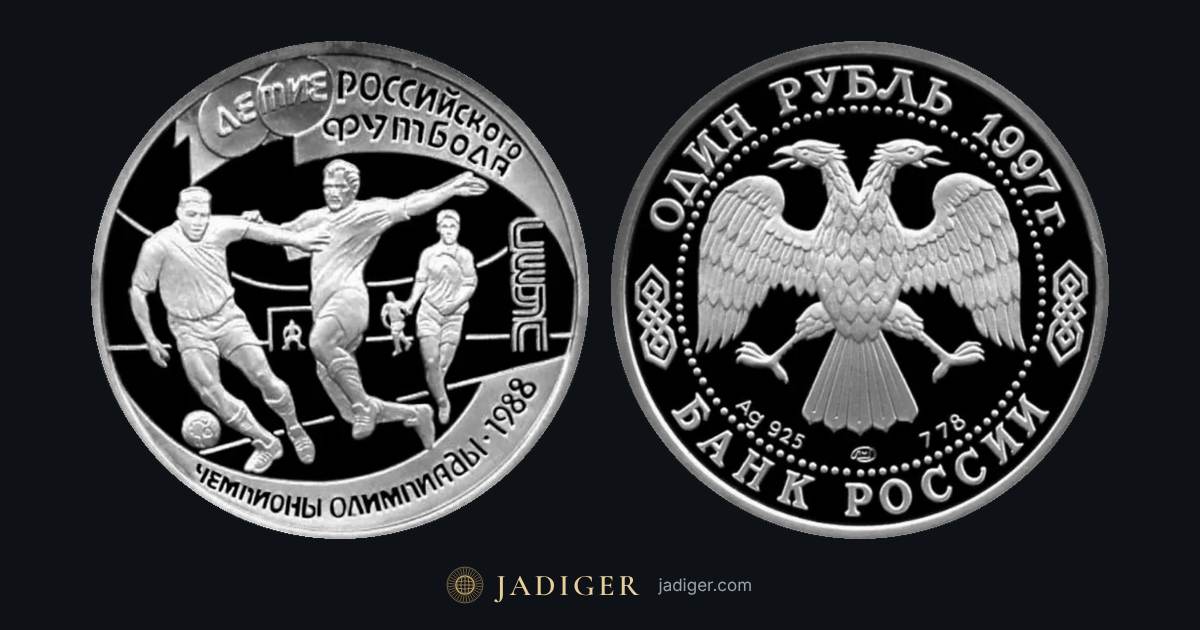 100
ЛЕТИЕ РОССИЙСКОГО
ФУТБОЛА
СЕУЛ
ЧЕМПИОНЫ ОЛИМПИАДЫ · 1988
ОДИН РУБЛЬ 1997 г.
Ag 925
7 78
БАНК РОССИИ
JADIGER jadiger.com